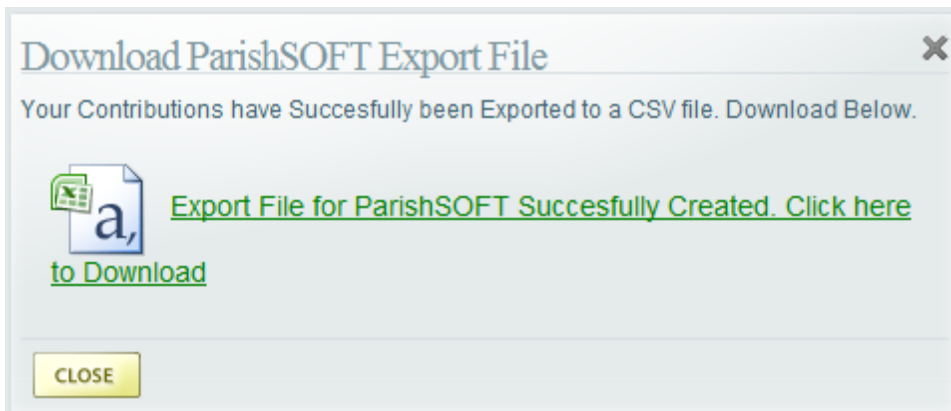 Download ParishSOFT Export File
Your Contributions have Succesfully been Exported to a CSV file. Download Below.
a,
Export File for ParishSOFT Succesfully Created. Click here
to Download
CLOSE